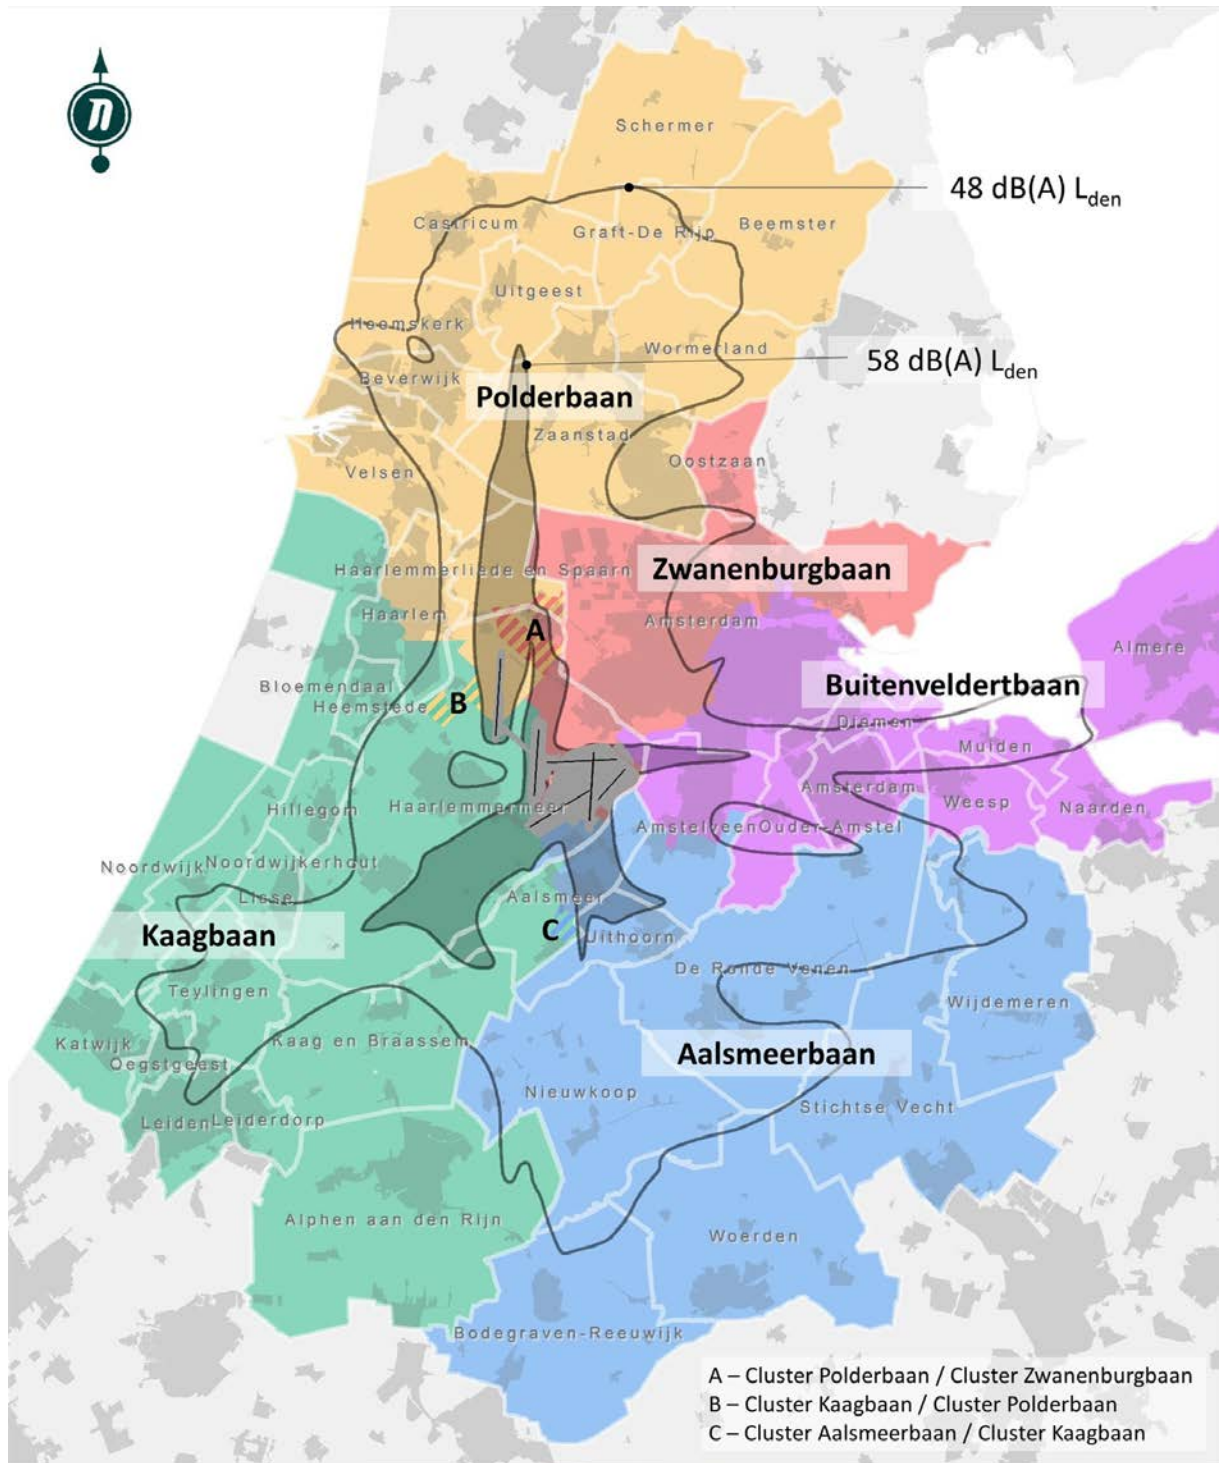 n
Schermer
48 dB(A) Lden
Castricum
Graft-De Rijp
Beemster
Uitgeest
Heemskerk
Wormerland
58 dB(A) Lden
Beverwijk
Polderbaan
Zaanstad
Oostzaan
Velsen
Zwanenburgbaan
Haarlemmerliede en Spaarn
Haarlem
A
Amsterdam
Almere
Bloemendaal
Buitenveldertbaan
Heemstede
B
Diemen
Muiden
Amsterdam
Weesp
Naarden
Hillegom
Haarlemmermeer
Amstelveen
Ouder-Amstel
Noordwijk
Noordwijkerhout
Lisse
Aalsmeer
Kaagbaan
C
Uithoorn
De Ronde Venen
Teylingen
Wijdemeren
Katwijk
Kaag en Braassem
Oegstgeest
Aalsmeerbaan
Nieuwkoop
Stichtse Vecht
Leiden
Leiderdorp
Alphen aan den Rijn
Woerden
Bodegraven-Reeuwijk
A – Cluster Polderbaan / Cluster Zwanenburgbaan
B – Cluster Kaagbaan / Cluster Polderbaan
C – Cluster Aalsmeerbaan / Cluster Kaagbaan